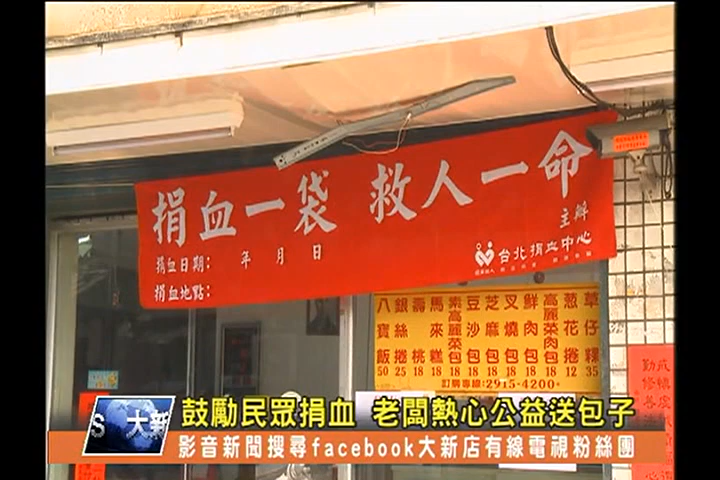 捐血一袋 救人一命
捐血日期： 年 月 日
捐血地點：
主辦
台北捐血中心
八寶飯 50
銀絲捲 25
壽桃 18
馬來糕 18
素高麗菜包 18
豆沙包 18
芝麻包 18
叉燒包 18
鮮肉包 18
高麗菜肉包 18
蔥花捲 12
草仔粿 35
訂購專線：2915-4200
S 大新
鼓勵民眾捐血 老闆熱心公益送包子
影音新聞搜尋facebook大新店有線電視粉絲團